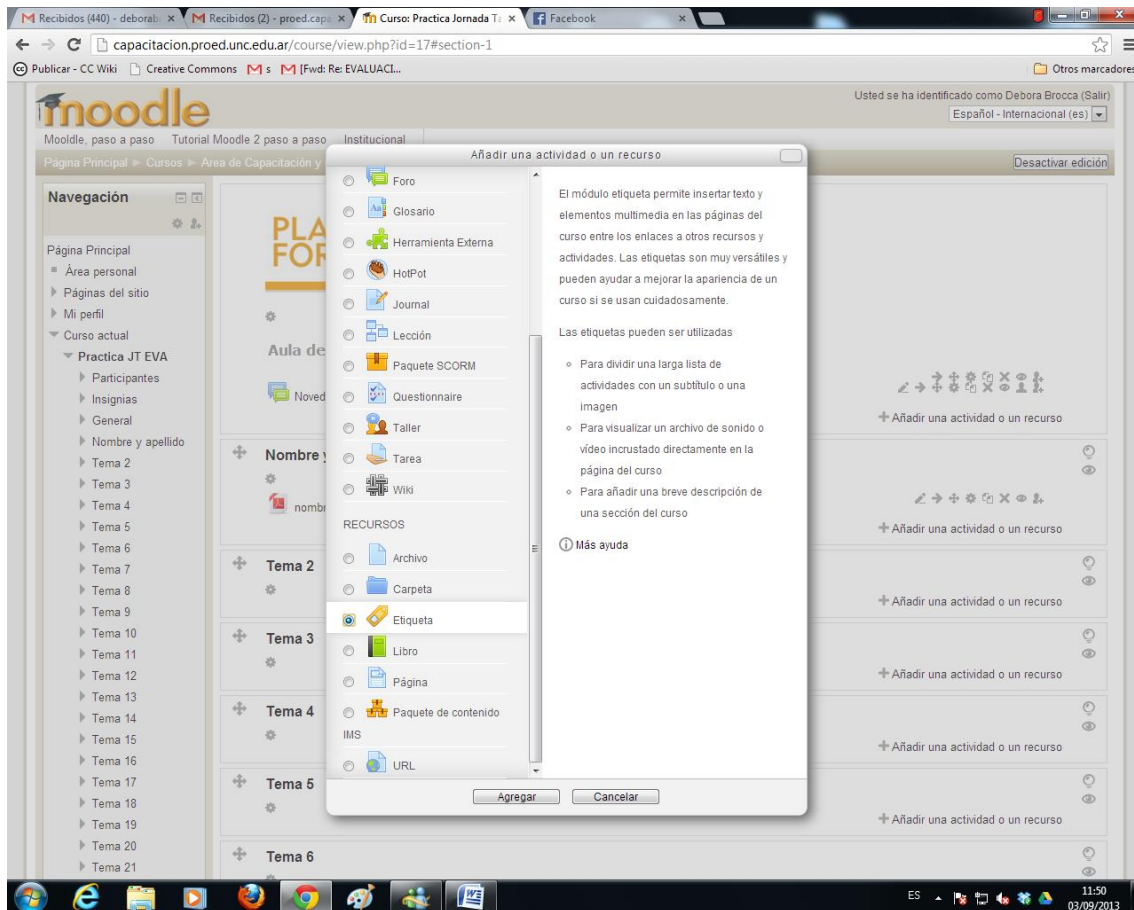 Recibidos (440) - deborab
Recibidos (2) - proed.cap
Curso: Practica Jornada Ta
Facebook
capacitacion.proed.unc.edu.ar/course/view.php?id=17#section-1
Publicar - CC Wiki
Creative Commons
s
[Fwd: Re: EVALUACI...
Otros marcadores
moodle
Usted se ha identificado como Debora Brocca (Salir)
Español - Internacional (es)
Mooldle, paso a paso
Tutorial Moodle 2 paso a paso
Institucional
Página Principal ► Cursos ► Area de Capacitación y
Desactivar edición
Navegación
Página Principal
Área personal
Páginas del sitio
Mi perfil
Curso actual
Practica JT EVA
Participantes
Insignias
General
Nombre y apellido
Tema 2
Tema 3
Tema 4
Tema 5
Tema 6
Tema 7
Tema 8
Tema 9
Tema 10
Tema 11
Tema 12
Tema 13
Tema 14
Tema 15
Tema 16
Tema 17
Tema 18
Tema 19
Tema 20
Tema 21
PLA
FOR
Aula de
Noved
Añadir una actividad o un recurso
Nombre y
nombr
Añadir una actividad o un recurso
Tema 2
Añadir una actividad o un recurso
Tema 3
Añadir una actividad o un recurso
Tema 4
Añadir una actividad o un recurso
Tema 5
Añadir una actividad o un recurso
Tema 6
Añadir una actividad o un recurso
Foro
Glosario
Herramienta Externa
HotPot
Journal
Lección
Paquete SCORM
Questionnaire
Taller
Tarea
Wiki
RECURSOS
Archivo
Carpeta
Etiqueta
Libro
Página
Paquete de contenido
IMS
URL
El módulo etiqueta permite insertar texto y
elementos multimedia en las páginas del
curso entre los enlaces a otros recursos y
actividades. Las etiquetas son muy versátiles y
pueden ayudar a mejorar la apariencia de un
curso si se usan cuidadosamente.
Las etiquetas pueden ser utilizadas
Para dividir una larga lista de
actividades con un subtítulo o una
imagen
Para visualizar un archivo de sonido o
vídeo incrustado directamente en la
página del curso
Para añadir una breve descripción de
una sección del curso
Más ayuda
Agregar
Cancelar
ES
11:50
03/09/2013